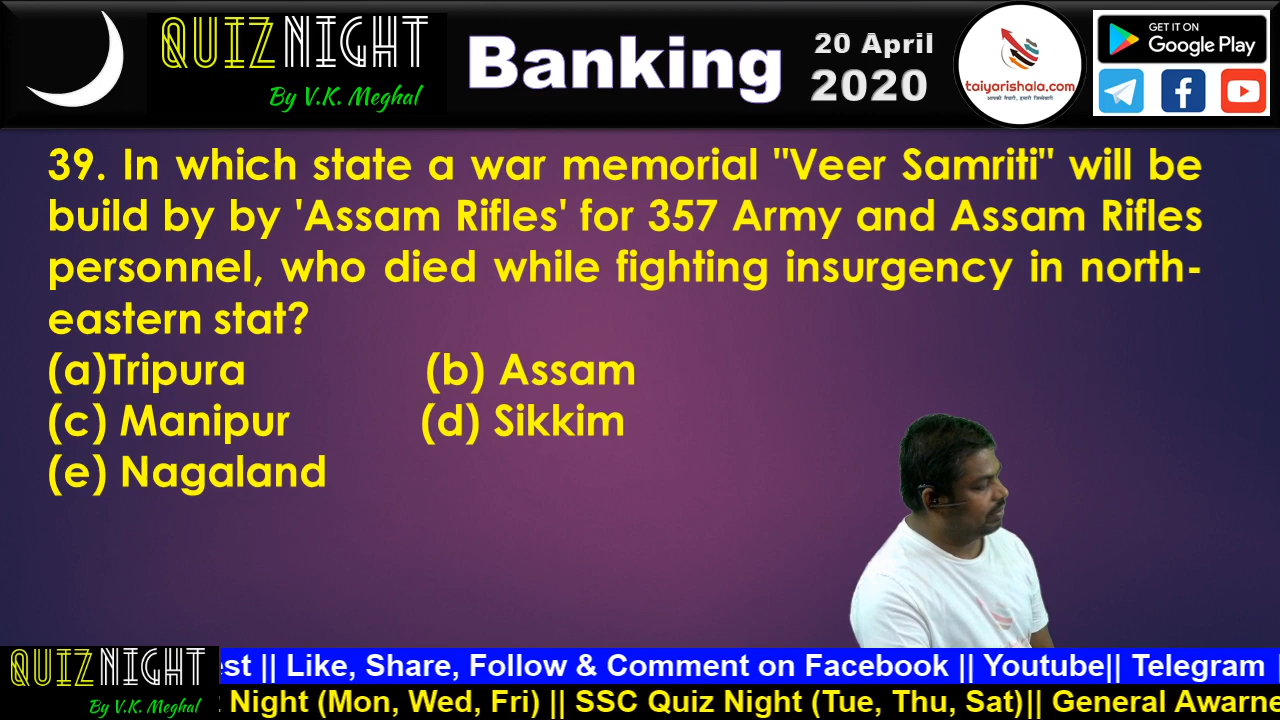 QUIZ NIGHT
By V.K. Meghal
Banking
20 April
2020
taiyarishala.com
आपकी तैयारी, हमारी जिम्मेदारी
GET IT ON
Google Play
39. In which state a war memorial "Veer Samriti" will be
build by by 'Assam Rifles' for 357 Army and Assam Rifles
personnel, who died while fighting insurgency in north-
eastern stat?
(a)Tripura (b) Assam
(c) Manipur (d) Sikkim
(e) Nagaland
QUIZ NIGHT
By V.K. Meghal
est || Like, Share, Follow & Comment on Facebook || Youtube|| Telegram
Night (Mon, Wed, Fri) || SSC Quiz Night (Tue, Thu, Sat)|| General Awarne